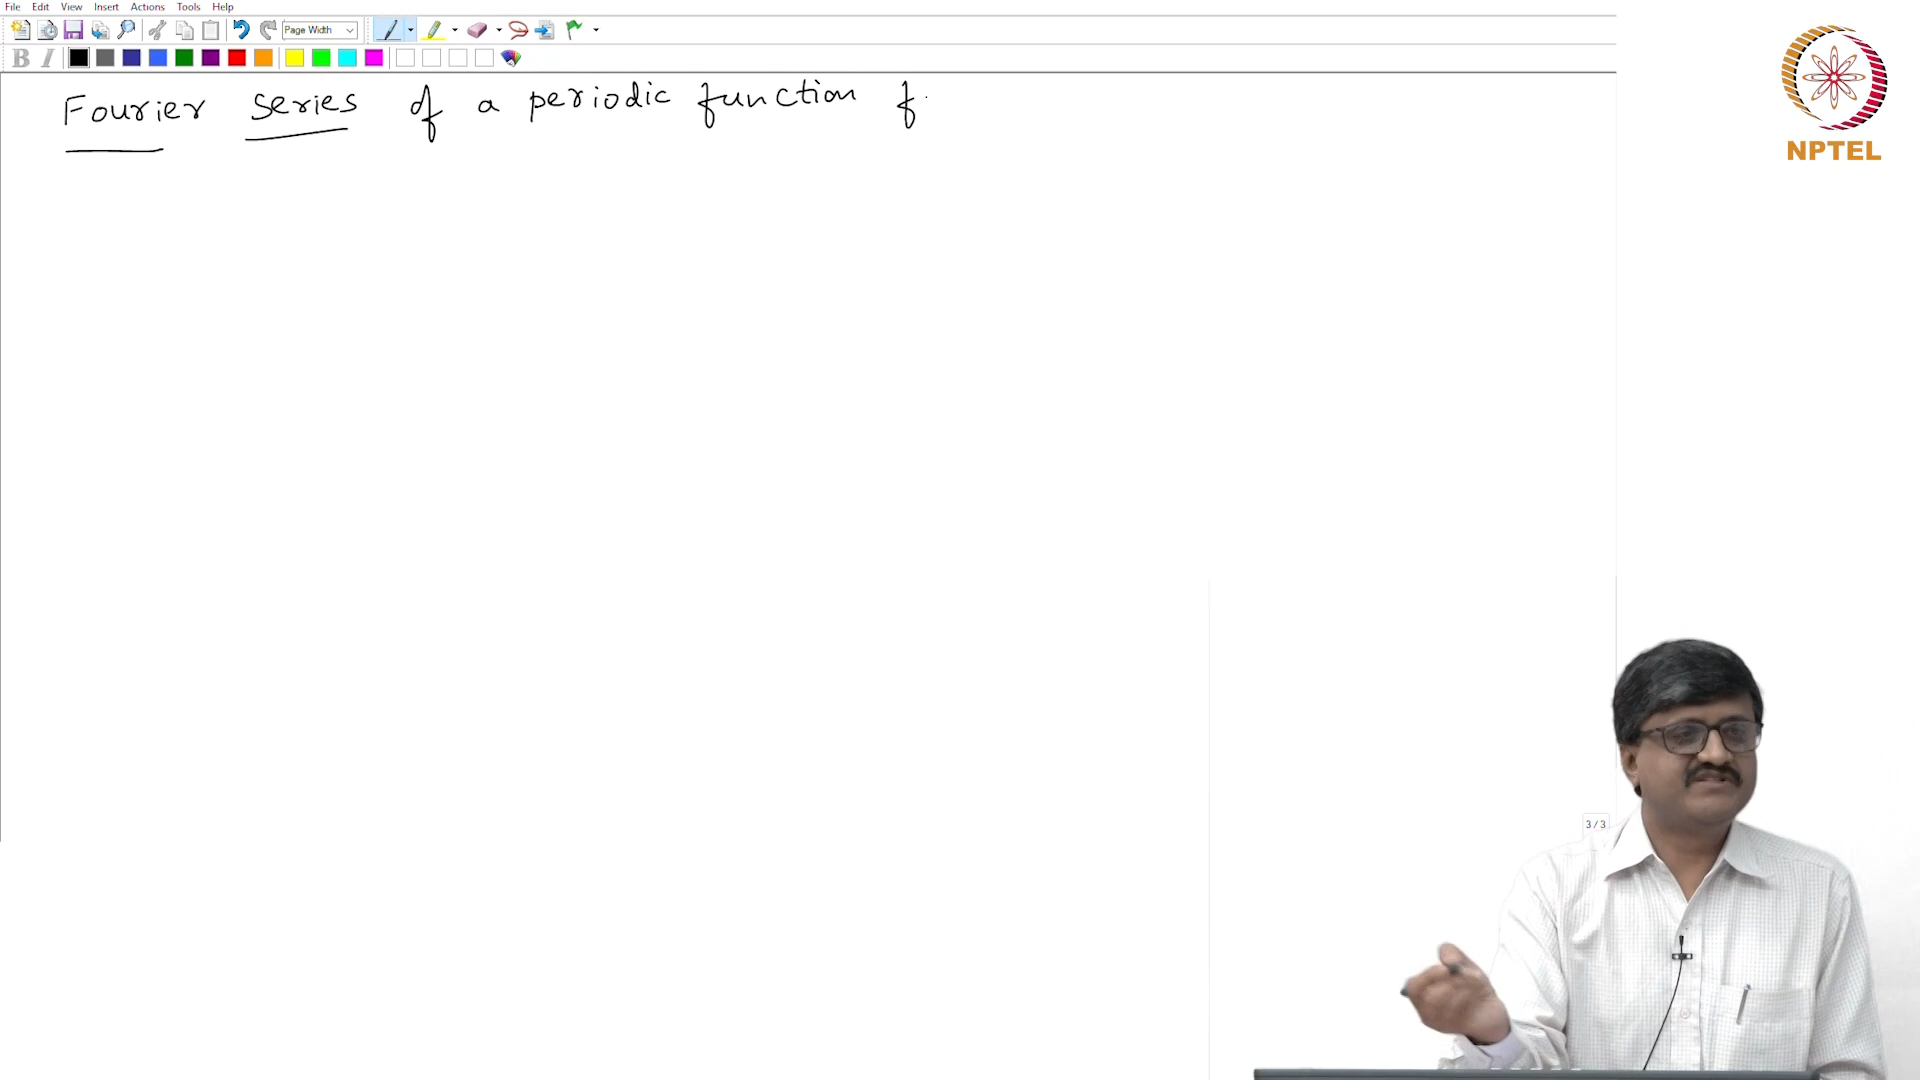 File Edit View Insert Actions Tools Help
Page Width
B I
Fourier series of a periodic function f
NPTEL
3 / 3